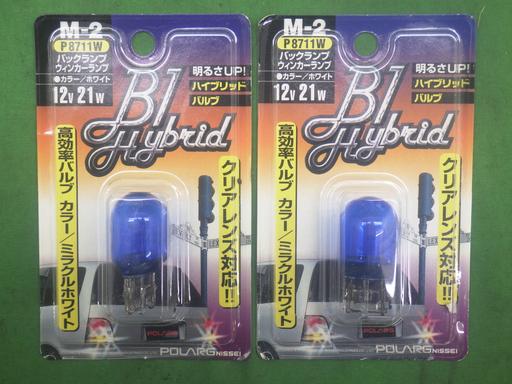 M-2
P8711W
バックランプ
ウィンカーランプ
●カラー/ホワイト
12V 21W
明るさUP!
ハイブリッド
バルブ
B1
Hybrid
高効率バルブ カラー/ミラクルホワイト
クリアレンズ対応!!
POLARG
POLARG NISSEI
M-2
P8711W
バックランプ
ウィンカーランプ
●カラー/ホワイト
12V 21W
明るさUP!
ハイブリッド
バルブ
B1
Hybrid
高効率バルブ カラー/ミラクルホワイト
クリアレンズ対応!!
POLARG
POLARG NISSEI